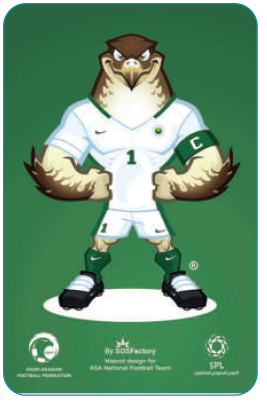 C
1
1
®
SAUDI ARABIAN
FOOTBALL FEDERATION
By SOSFactory
Mascot design for
KSA National Football Team
SPL